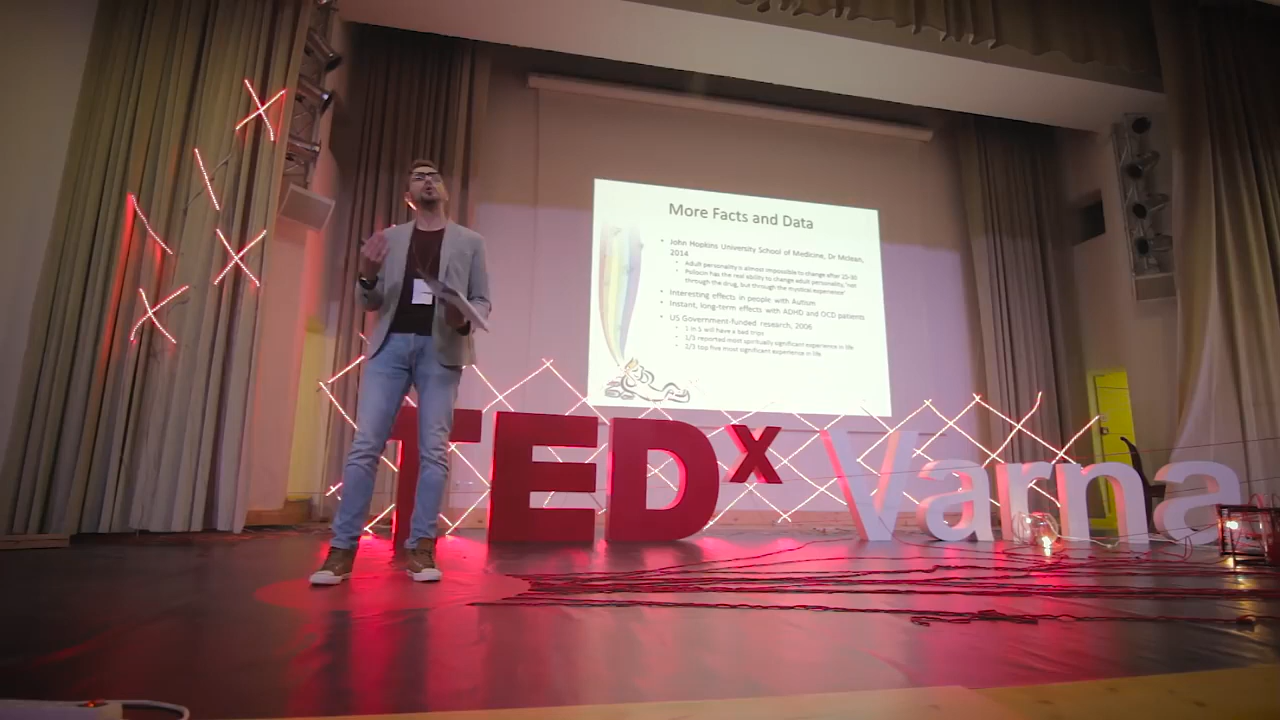 More Facts and Data
John Hopkins University School of Medicine, Dr Mclean,
2014
Adult personality is almost impossible to change after 25-30
Psilocin has the real ability to change adult personality, 'not
through the drug, but through the mystical experience'
Interesting effects in people with Autism
Instant, long-term effects with ADHD and OCD patients
US Government-funded research, 2006
1 in 5 will have a bad trips
1/3 reported most spiritually significant experience in life
2/3 top five most significant experience in life
TEDx Varna